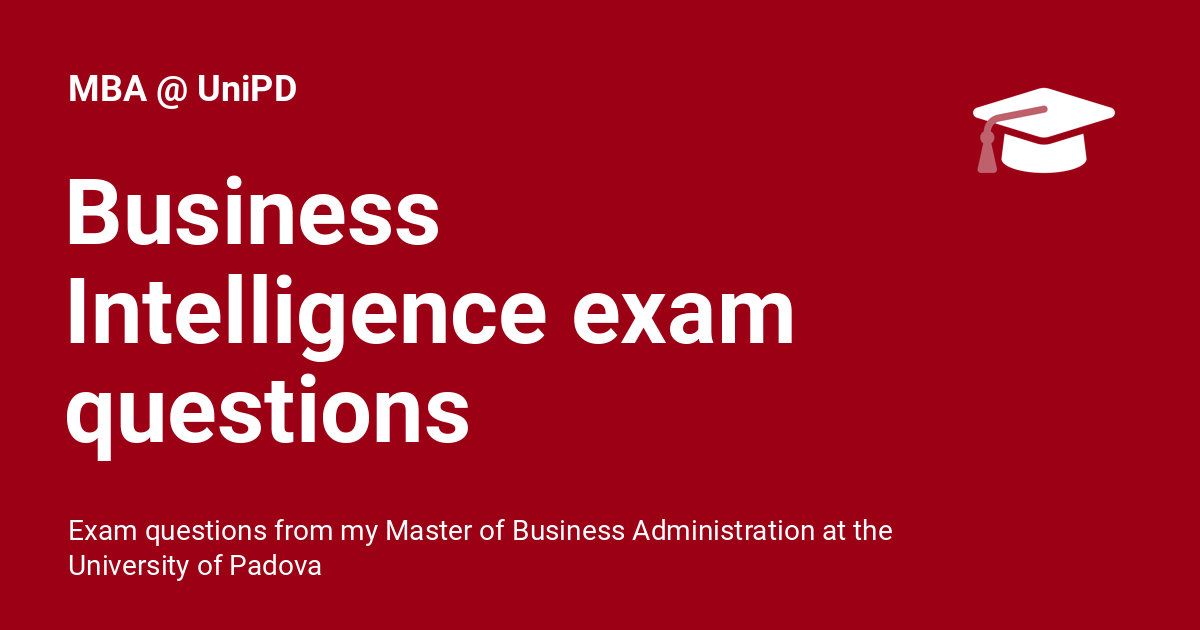 MBA @ UniPD
Business
Intelligence exam
questions
Exam questions from my Master of Business Administration at the
University of Padova